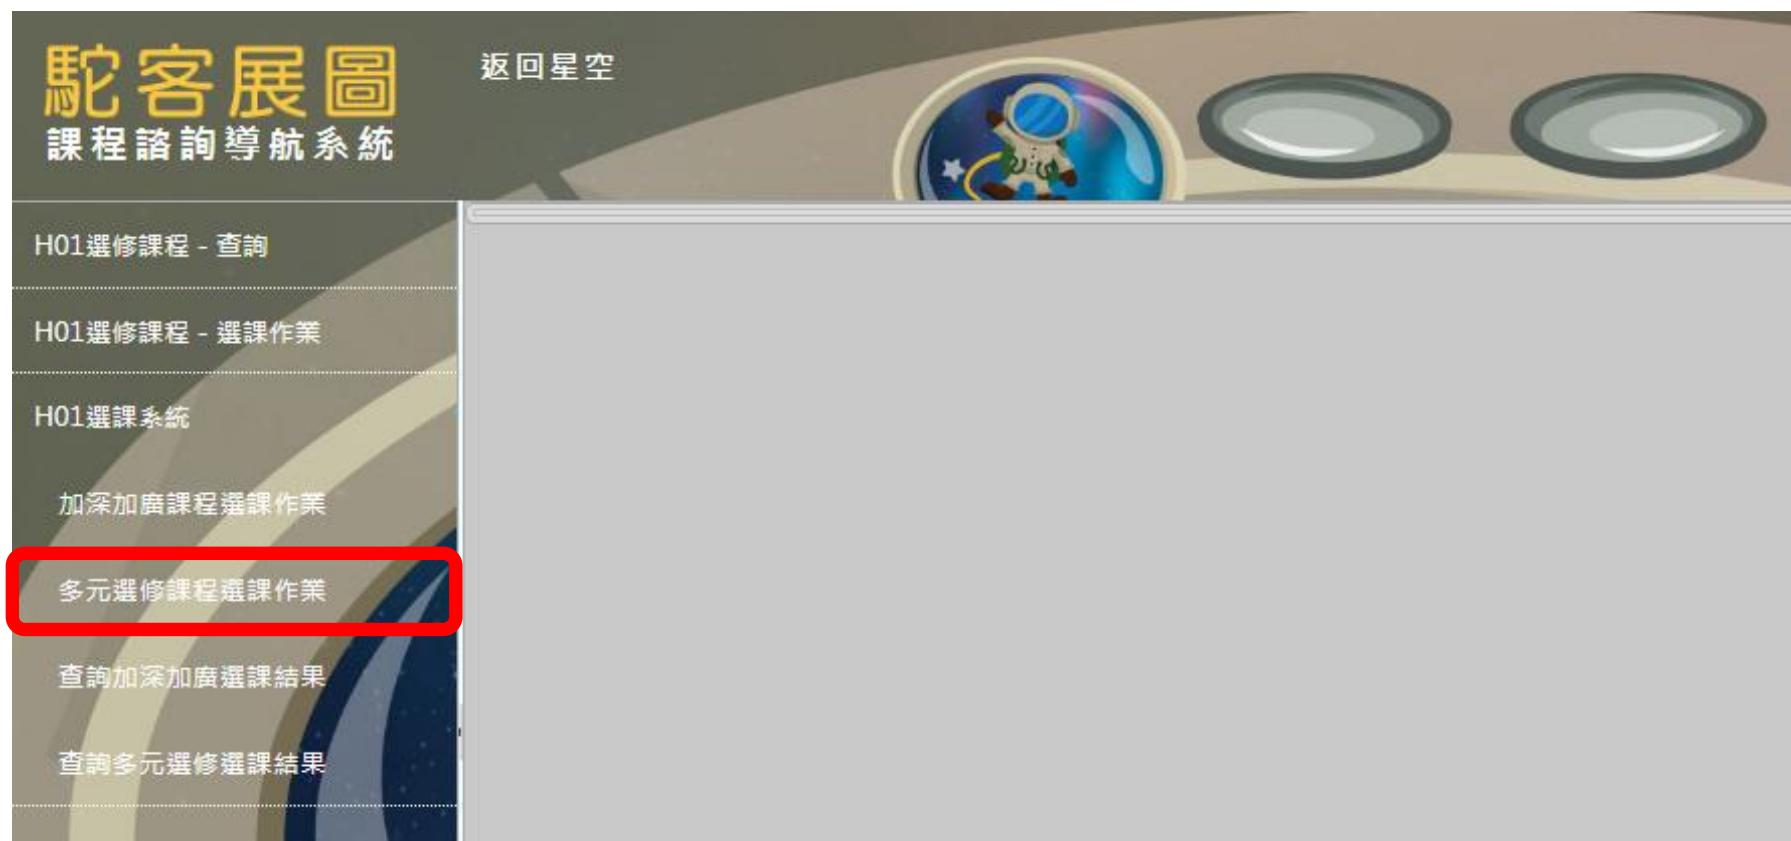 駝客展圖
課程諮詢導航系統
返回星空
H01選修課程 - 查詢
H01選修課程 - 選課作業
H01選課系統
加深加廣課程選課作業
多元選修課程選課作業
查詢加深加廣選課結果
查詢多元選修選課結果